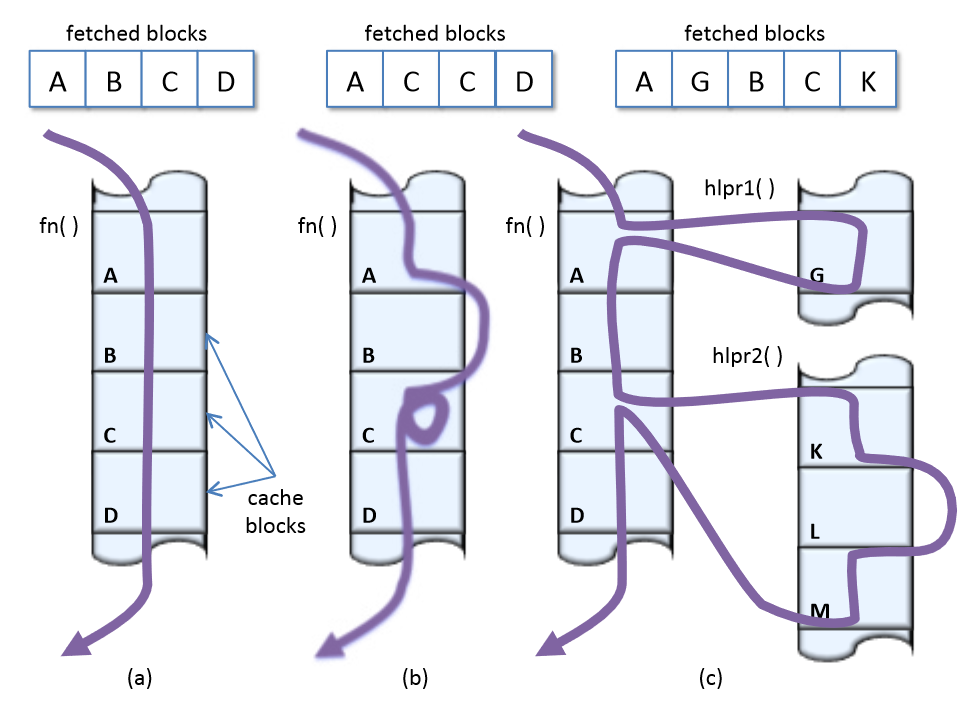 fetched blocks
A B C D
fetched blocks
A C C D
fetched blocks
A G B C K
fn( )
A
B
C
D
cache
blocks
(a)
fn( )
A
B
C
D
(b)
fn( )
A
B
C
D
hlpr1( )
G
hlpr2( )
K
L
M
(c)